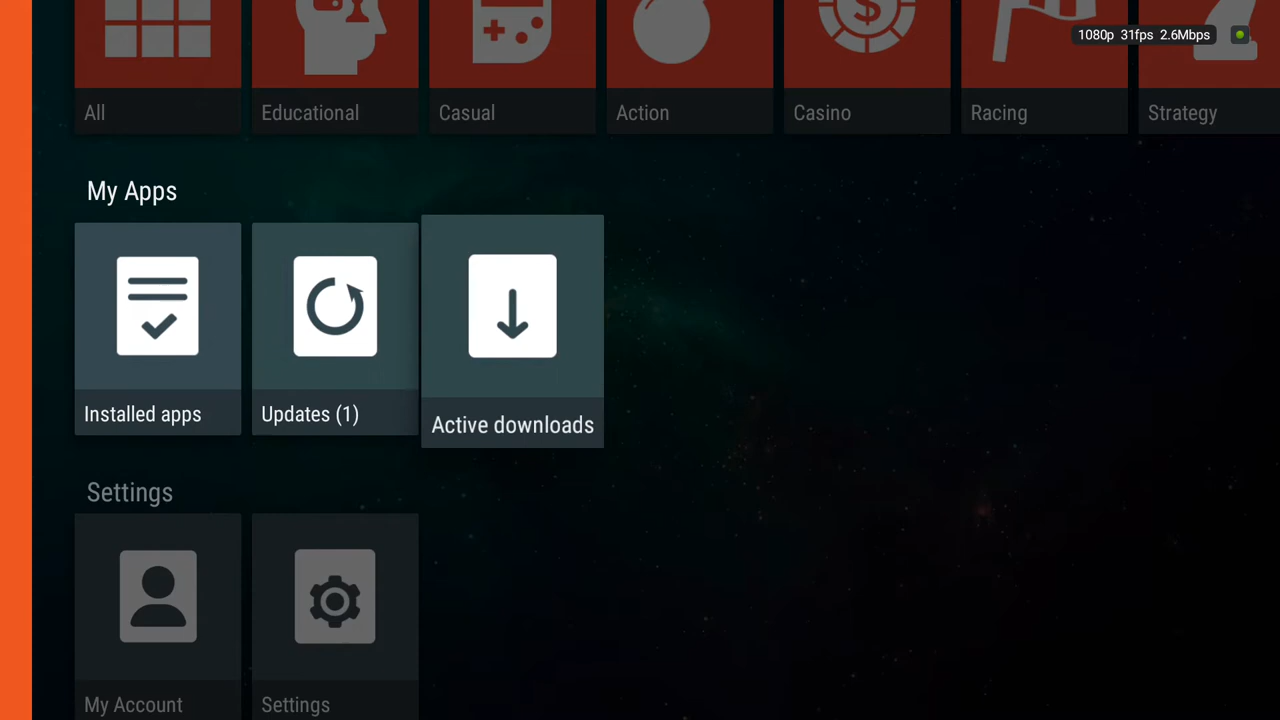 1080p 31fps 2.6Mbps
All
Educational
Casual
Action
Casino
Racing
Strategy
My Apps
Installed apps
Updates (1)
Active downloads
Settings
My Account
Settings